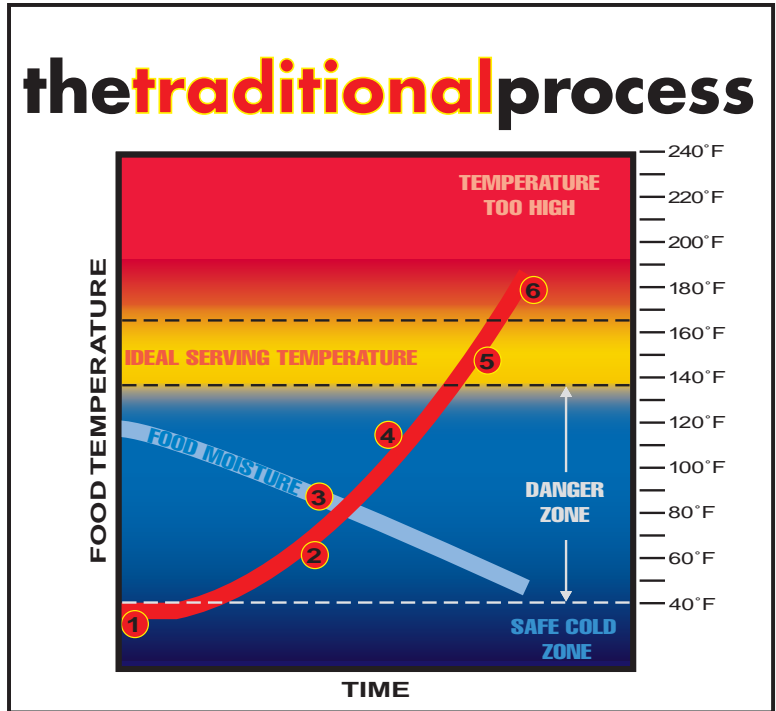 thetraditionalprocess
240°F
TEMPERATURE
TOO HIGH
220°F
200°F
180°F
6
160°F
IDEAL SERVING TEMPERATURE
5
140°F
120°F
4
FOOD MOISTURE
100°F
3
DANGER
ZONE
80°F
2
60°F
40°F
1
SAFE COLD
ZONE
FOOD TEMPERATURE
TIME